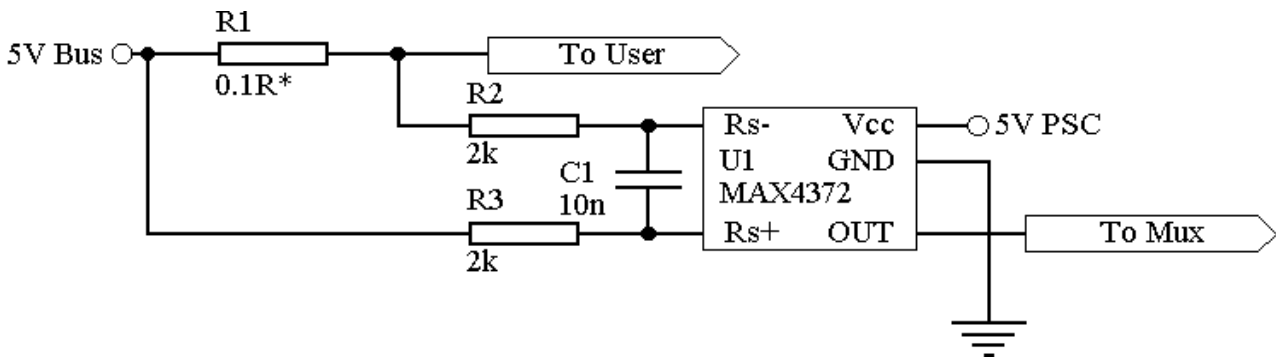 R1
5V Bus
To User
0.1R*
R2
Rs- Vcc
5V PSC
2k
U1 GND
C1
MAX4372
R3
10n
Rs+ OUT
To Mux
2k